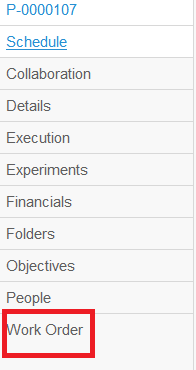 P-0000107
Schedule
Collaboration
Details
Execution
Experiments
Financials
Folders
Objectives
People
Work Order